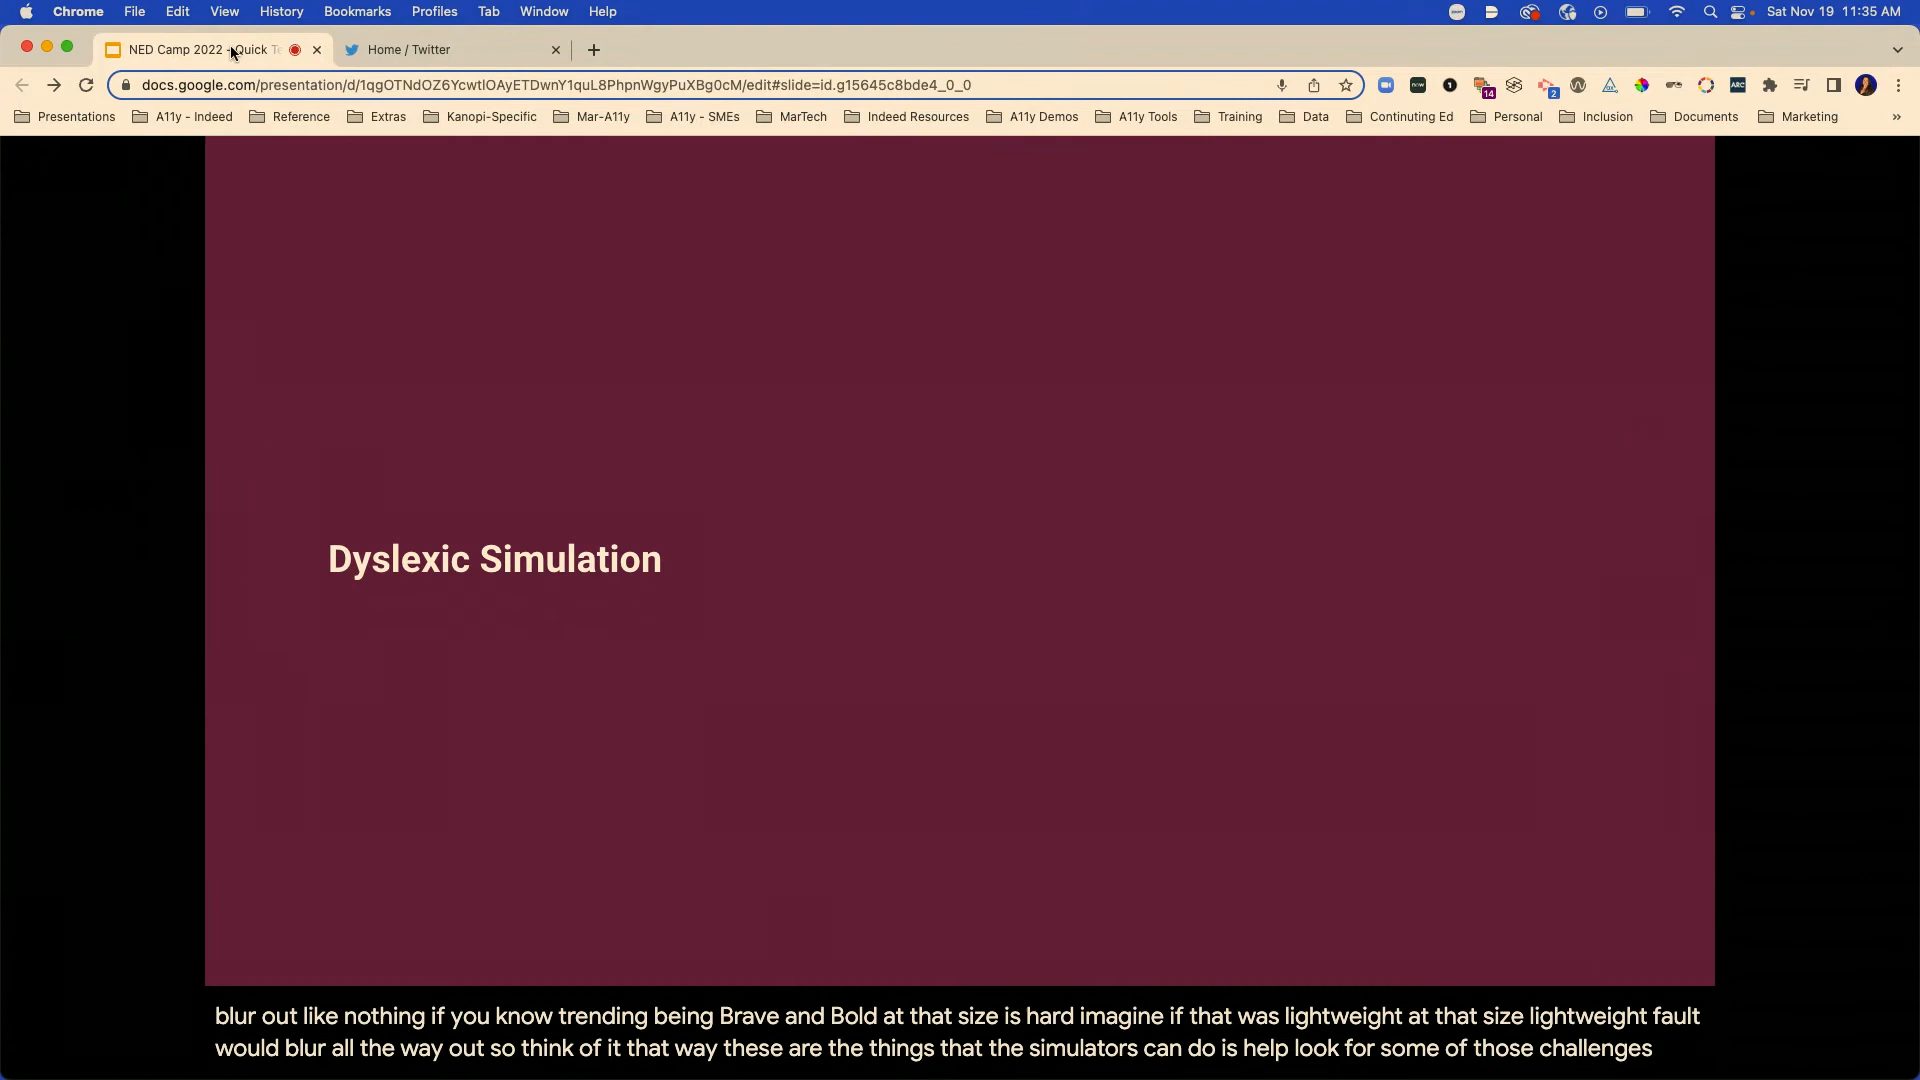 Chrome File Edit View History Bookmarks Profiles Tab Window Help Sat Nov 19 11:35 AM
NED Camp 2022 - Quick Home / Twitter
docs.google.com/presentation/d/1qgOTNdOZ6YcwtlOAyETDwnY1quL8PhpnWgyPuXBg0cM/edit#slide=id.g15645c8bde4_0_0 14 2 ARC
Presentations A11y - Indeed Reference Extras Kanopi-Specific Mar-A11y A11y - SMEs MarTech Indeed Resources A11y Demos A11y Tools Training Data Continuting Ed Personal Inclusion Documents Marketing »
Dyslexic Simulation
blur out like nothing if you know trending being Brave and Bold at that size is hard imagine if that was lightweight at that size lightweight fault
would blur all the way out so think of it that way these are the things that the simulators can do is help look for some of those challenges